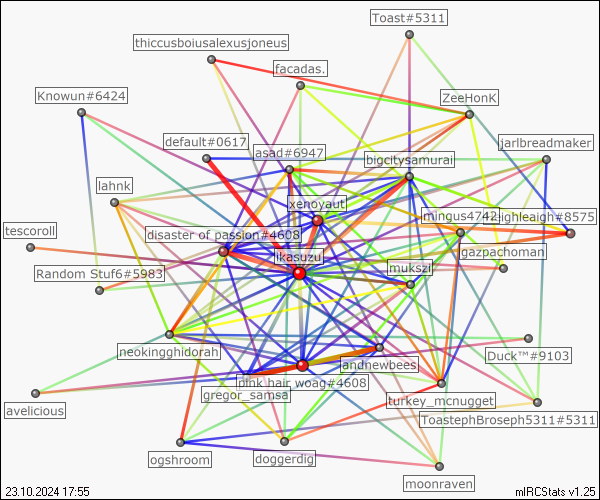 Toast#5311
thiccusboiusalexusjoneus
facadas.
Knowun#6424
ZeeHonK
default#0617
jarlbreadmaker
asad#6947
bigcitysamurai
lahnk
xenoyaut
mingus4742
ighleigh#8575
tescoroll
disaster of passion#4608
ikasuzu
gazpachoman
Random Stuf6#5983
mukszi
neokingghidorah
Duck™#9103
andnewbees
pink hair woag#4608
gregor_samsa
avelicious
turkey_mcnugget
ToastephBroseph5311#5311
ogshroom
doggerdig
moonraven
23.10.2024 17:55
mIRCStats v1.25